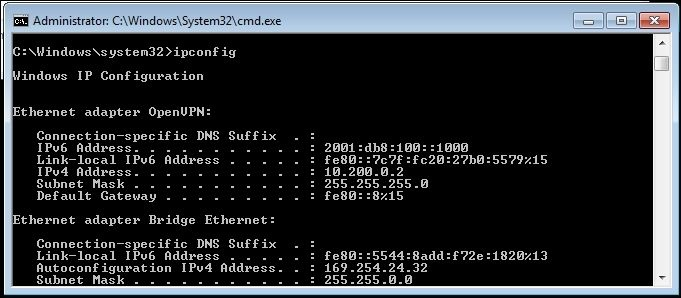 Administrator: C:\Windows\System32\cmd.exe
C:\Windows\system32>ipconfig
Windows IP Configuration
Ethernet adapter OpenVPN:
Connection-specific DNS Suffix  . :
IPv6 Address. . . . . . . . . . . : 2001:db8:100::1000
Link-local IPv6 Address . . . . . : fe80::7c7f:fc20:27b0:5579%15
IPv4 Address. . . . . . . . . . . : 10.200.0.2
Subnet Mask . . . . . . . . . . . : 255.255.255.0
Default Gateway . . . . . . . . . : fe80::8%15
Ethernet adapter Bridge Ethernet:
Connection-specific DNS Suffix  . :
Link-local IPv6 Address . . . . . : fe80::5544:8add:f72e:1820%13
Autoconfiguration IPv4 Address. . : 169.254.24.32
Subnet Mask . . . . . . . . . . . : 255.255.0.0